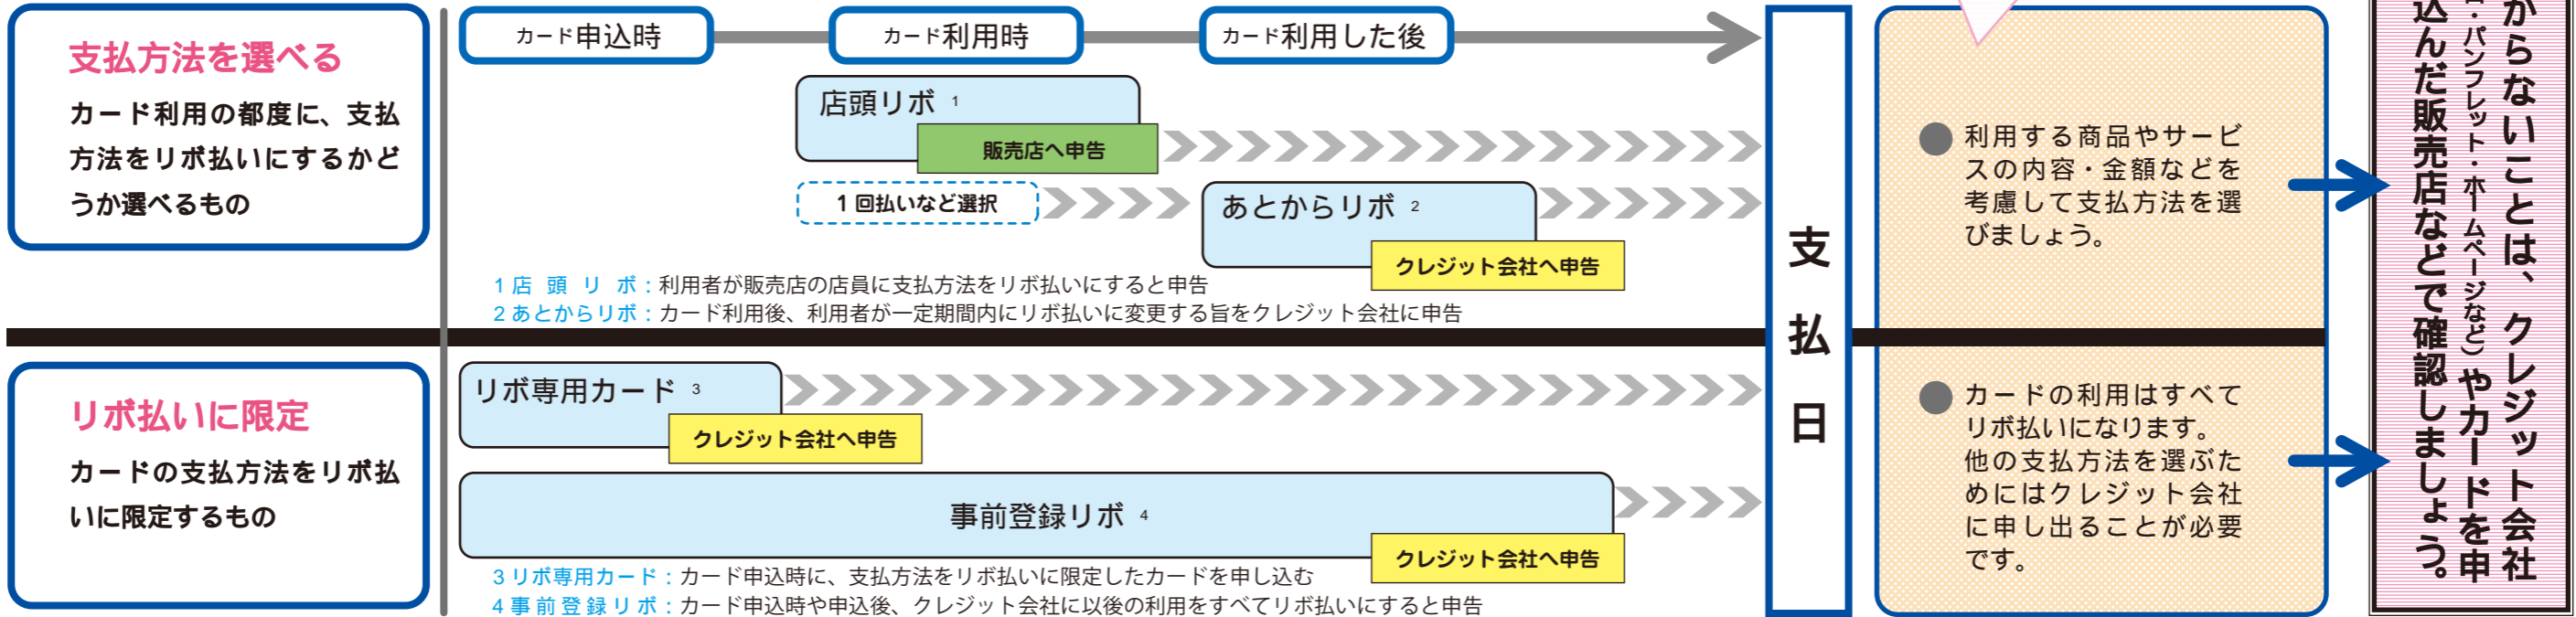 支払方法を選べる
カード利用の都度に、支払
方法をリボ払いにするかど
うか選べるもの
カード申込時
カード利用時
カード利用した後
店頭リボ 1
販売店へ申告
1回払いなど選択
あとからリボ 2
クレジット会社へ申告
1店頭リボ：利用者が販売店の店員に支払方法をリボ払いにすると申告
2あとからリボ：カード利用後、利用者が一定期間内にリボ払いに変更する旨をクレジット会社に申告
リボ払いに限定
カードの支払方法をリボ払
いに限定するもの
リボ専用カード 3
クレジット会社へ申告
事前登録リボ 4
クレジット会社へ申告
3リボ専用カード：カード申込時に、支払方法をリボ払いに限定したカードを申し込む
4事前登録リボ：カード申込時や申込後、クレジット会社に以後の利用をすべてリボ払いにすると申告
支払日
●利用する商品やサービ
スの内容・金額などを
考慮して支払方法を選
びましょう。
●カードの利用はすべて
リボ払いになります。
他の支払方法を選ぶた
めにはクレジット会社
に申し出ることが必要
です。
からないことは、クレジット会社
・パンフレット・ホームページなど）やカードを申
込んだ販売店などで確認しましょう。